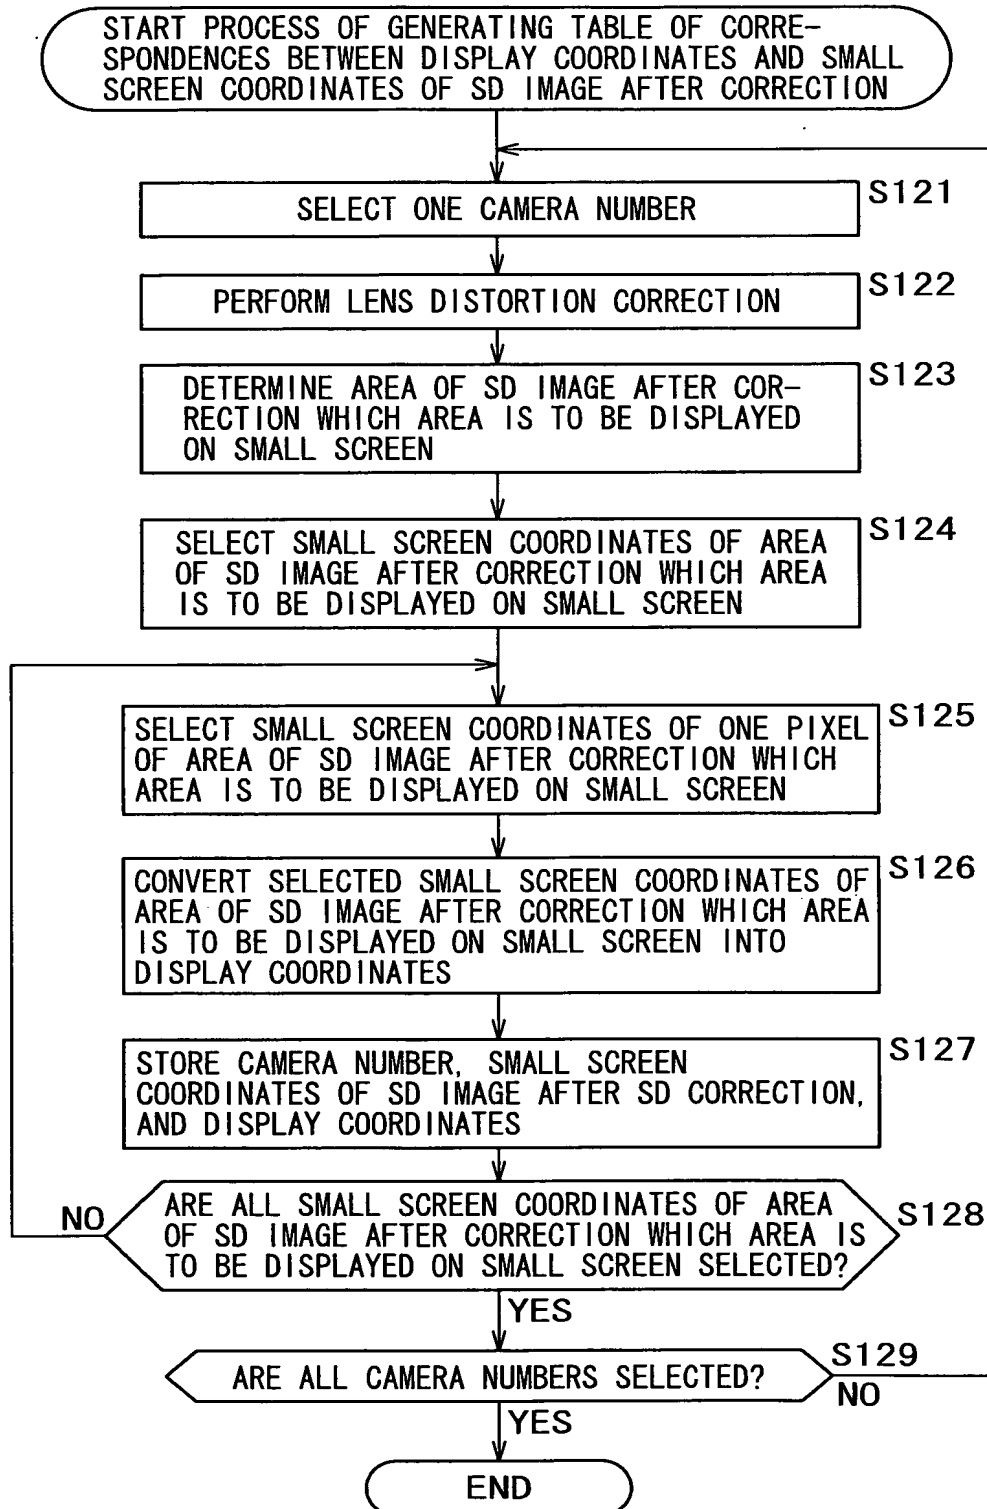 START PROCESS OF GENERATING TABLE OF CORRE-
SPONDENCES BETWEEN DISPLAY COORDINATES AND SMALL
SCREEN COORDINATES OF SD IMAGE AFTER CORRECTION
SELECT ONE CAMERA NUMBER
S121
PERFORM LENS DISTORTION CORRECTION
S122
DETERMINE AREA OF SD IMAGE AFTER COR-
RECTION WHICH AREA IS TO BE DISPLAYED
ON SMALL SCREEN
S123
SELECT SMALL SCREEN COORDINATES OF AREA
OF SD IMAGE AFTER CORRECTION WHICH AREA
IS TO BE DISPLAYED ON SMALL SCREEN
S124
SELECT SMALL SCREEN COORDINATES OF ONE PIXEL
OF AREA OF SD IMAGE AFTER CORRECTION WHICH
AREA IS TO BE DISPLAYED ON SMALL SCREEN
S125
CONVERT SELECTED SMALL SCREEN COORDINATES OF
AREA OF SD IMAGE AFTER CORRECTION WHICH AREA
IS TO BE DISPLAYED ON SMALL SCREEN INTO
DISPLAY COORDINATES
S126
STORE CAMERA NUMBER, SMALL SCREEN
COORDINATES OF SD IMAGE AFTER SD CORRECTION,
AND DISPLAY COORDINATES
S127
NO
ARE ALL SMALL SCREEN COORDINATES OF AREA
OF SD IMAGE AFTER CORRECTION WHICH AREA IS
TO BE DISPLAYED ON SMALL SCREEN SELECTED?
S128
YES
ARE ALL CAMERA NUMBERS SELECTED?
S129
NO
YES
END